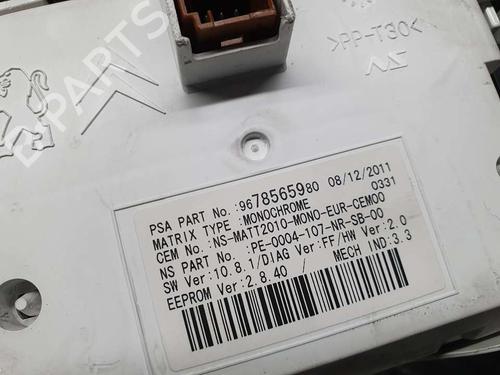 B-PARTS
>PP-T30<
PSA PART No.:9678565980 08/12/2011
MATRIX TYPE :MONOCHROME 0331
CEM No.:NS-MATT2010-MONO-EUR-CEM00
NS PART No.:PE-0004-107-NR-SB-00
SW Ver:10.8.1/DIAG Ver:FF/HW Ver:2.0
EEPROM Ver:2.8.40 / MECH IND:3.3